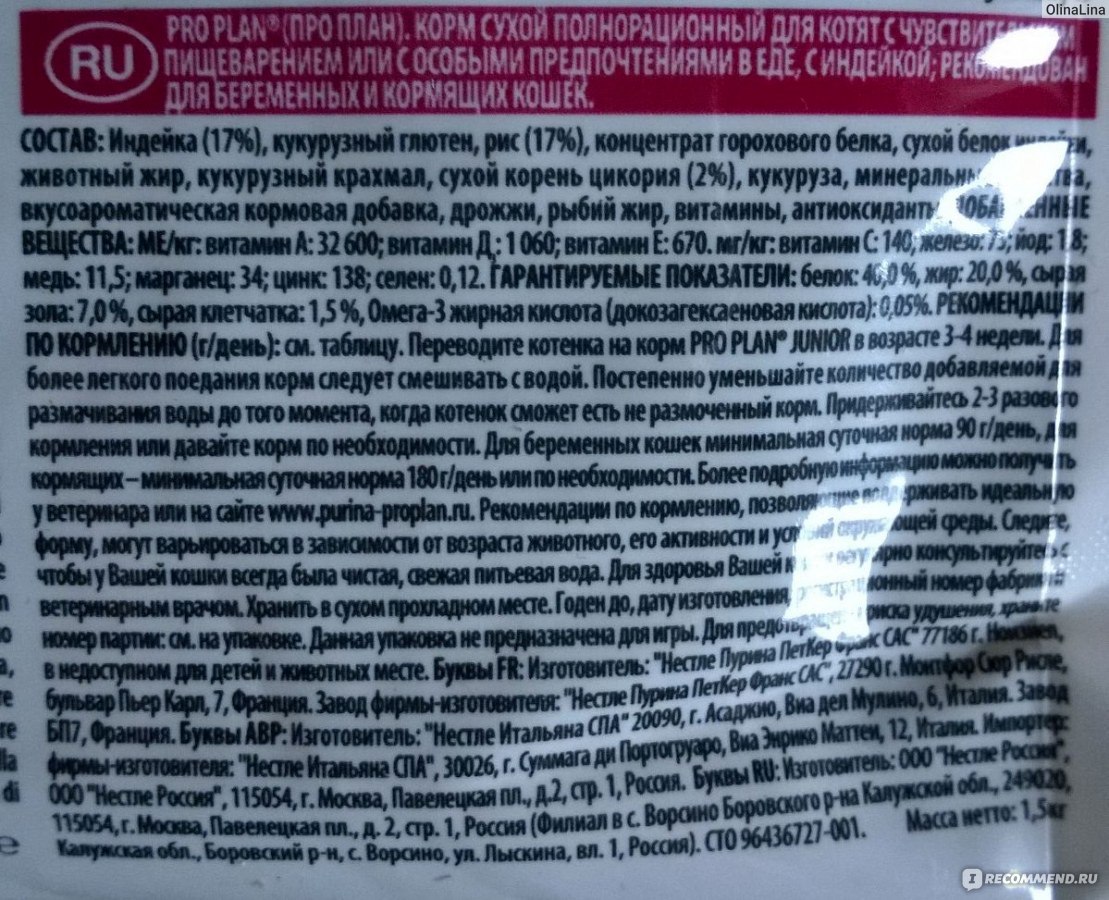 OlinaLina
PRO PLAN® (ПРО ПЛАН). КОРМ СУХОЙ ПОЛНОРАЦИОННЫЙ ДЛЯ КОТЯТ С
RU
ПИЩЕВАРЕНИЕМ ИЛИ С ОСОБЫМИ ПРЕДПОЧТЕНИЯМИ В ЕДЕ, С ИНДЕЙКОЙ; РЕКОМЕНДОВАН
ДЛЯ БЕРЕМЕННЫХ И КОРМЯЩИХ КОШЕК.
СОСТАВ: Индейка (17%), кукурузный глютен, рис (17%), концентрат горохового белка, сухой белок
животный жир, кукурузный крахмал, сухой корень цикория (2%), кукуруза,
вкусоароматическая кормовая добавка, дрожжи, рыбий жир, витамины,
ВЕЩЕСТВА: МЕ/кг: витамин А: 32 600; витамин Д: 1 060; витамин Е: 670. мг/кг: витамин С: 140; железо: йод: 1,8;
медь: 11,5; марганец: 34; цинк: 138; селен: 0,12. ГАРАНТИРУЕМЫЕ ПОКАЗАТЕЛИ: белок: жир: 20,0 %, сырая
зола: 7,0 %, сырая клетчатка: 1,5 %, Омега-3 жирная кислота (докозагексаеновая кислота): 0,05%. РЕКОМЕНДАЦИИ
ПО КОРМЛЕНИЮ (г/день): см. таблицу. Переводите котенка на корм PRO PLAN® JUNIOR в возрасте 3-4 недели. Для
более легкого поедания корм следует смешивать с водой. Постепенно уменьшайте количество добавляемой для
размачивания воды до того момента, когда котенок сможет есть не размоченный корм. Придерживайтесь 2-3 разового
кормления или давайте корм по необходимости. Для беременных кошек минимальная суточная норма 90 г/день, для
кормящих – минимальная суточная норма 180 г/день или по необходимости. Более подробную информацию можно получить
у ветеринара или на сайте www.purina-proplan.ru. Рекомендации по кормлению, позволяющие поддерживать идеальную
форму, могут варьироваться в зависимости от возраста животного, его активности и условий окружающей среды. Следите,
чтобы у Вашей кошки всегда была чистая, свежая питьевая вода. Для здоровья Вашей консультируйтесь с
ветеринарным врачом. Хранить в сухом прохладном месте. Годен до, дату изготовления, номер
номер партии: см. на упаковке. Данная упаковка не предназначена для игры. Для предотвращения риска удушения, храните
в недоступном для детей и животных месте. Буквы FR: Изготовитель: "Нестле Пурина ПетКер Франс САС" 77186 г. Нойзиель,
бульвар Пьер Карл, 7, Франция. Завод фирмы-изготовителя: "Нестле Пурина ПетКер Франс САС", 27290 г. Монтфор Сюр Рисле,
БП7, Франция. Буквы АВР: Изготовитель: "Нестле Итальяна СПА" 20090, г. Асаджио, Виа дел Мулино, 6, Италия. Завод
фирмы-изготовителя: "Нестле Итальяна СПА", 30026, г. Суммага ди Портогруаро, Виа Энрико Маттеи, 12, Италия. Импортер:
ООО "Нестле Россия", 115054, г. Москва, Павелецкая пл., д.2, стр. 1, Россия. Буквы RU: Изготовитель: ООО "Нестле Россия",
115054, г. Москва, Павелецкая пл., д. 2, стр. 1, Россия (Филиал в с. Ворсино Боровского р-на Калужской обл., 249020,
Калужская обл., Боровский р-н, с. Ворсино, ул. Лыскина, вл. 1, Россия). СТО 96436727-001. Масса нетто: 1,5кг
IRECOMMEND.RU